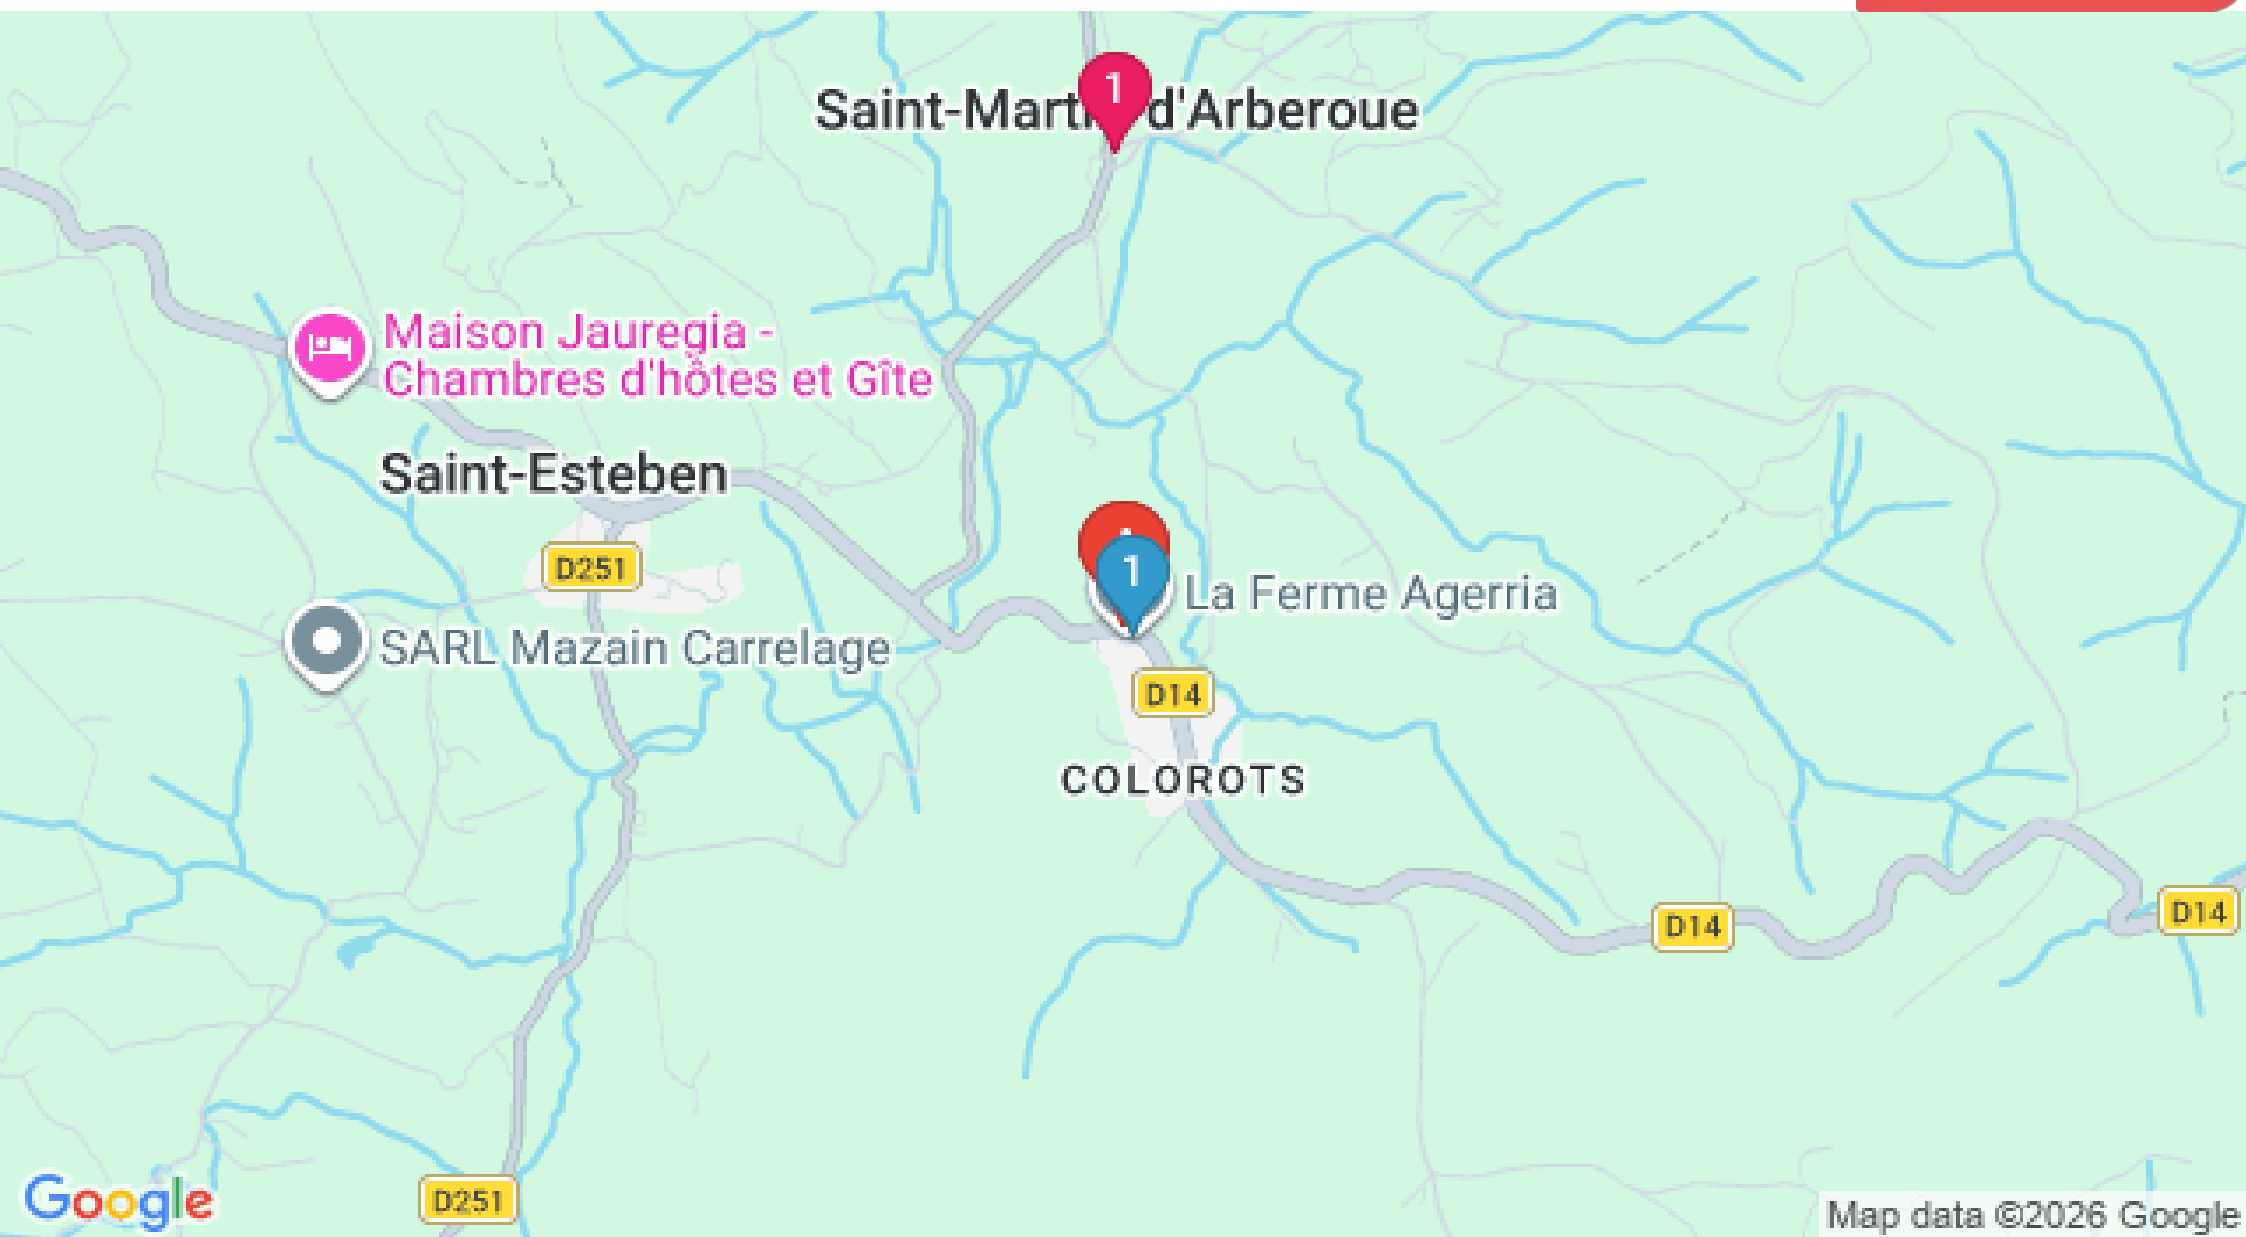 1
Saint-Martin d'Arberoue
Maison Jauregia -
Chambres d'hôtes et Gîte
Saint-Esteben
D251
1
La Ferme Agerria
SARL Mazain Carrelage
D14
COLOROTS
D14
D14
D251
Google
Map data ©2026 Google